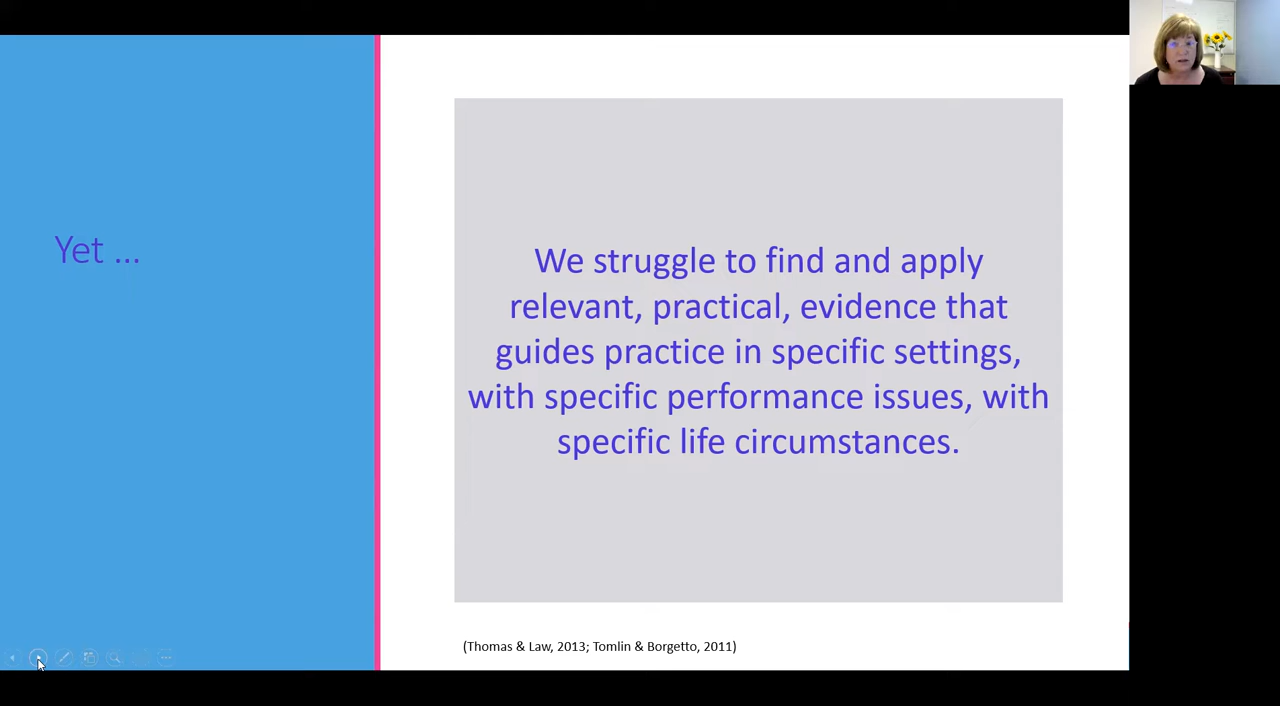 Yet ...
We struggle to find and apply
relevant, practical, evidence that
guides practice in specific settings,
with specific performance issues, with
specific life circumstances.
(Thomas & Law, 2013; Tomlin & Borgetto, 2011)